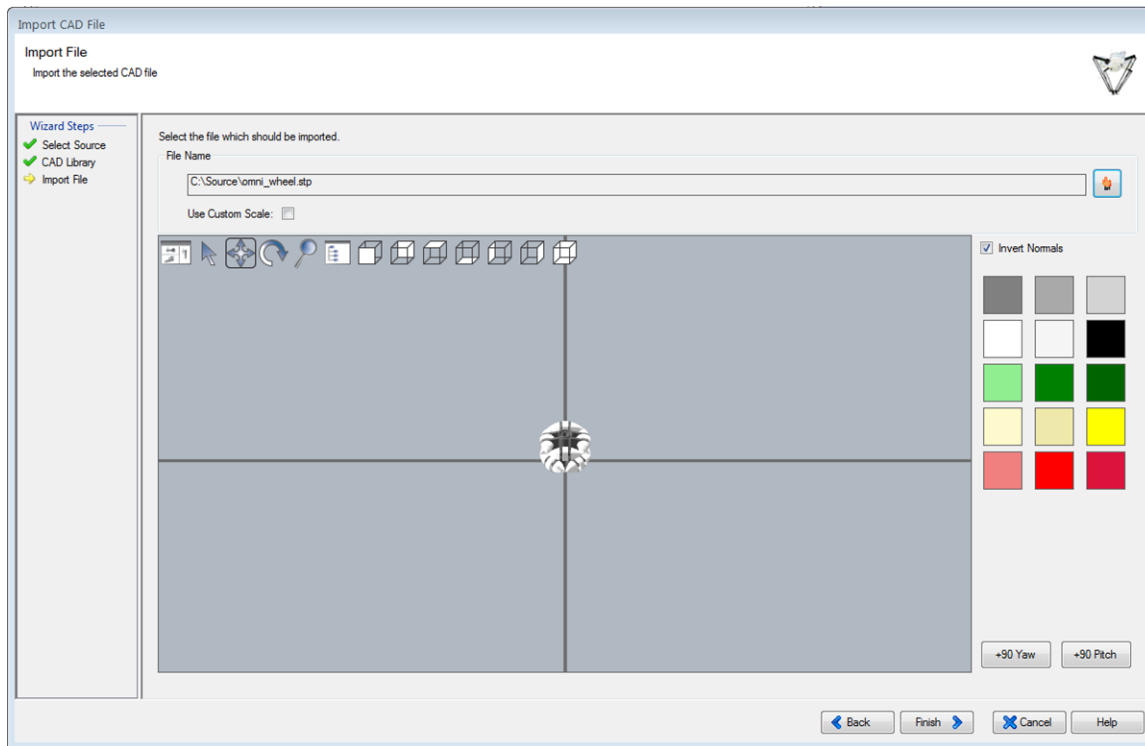 Import CAD File
Import File
Import the selected CAD file
Wizard Steps
Select Source
CAD Library
Import File
Select the file which should be imported.
File Name
C:\Source\omni_wheel.stp
Use Custom Scale:
Invert Normals
+90 Yaw
+90 Pitch
Back
Finish
Cancel
Help